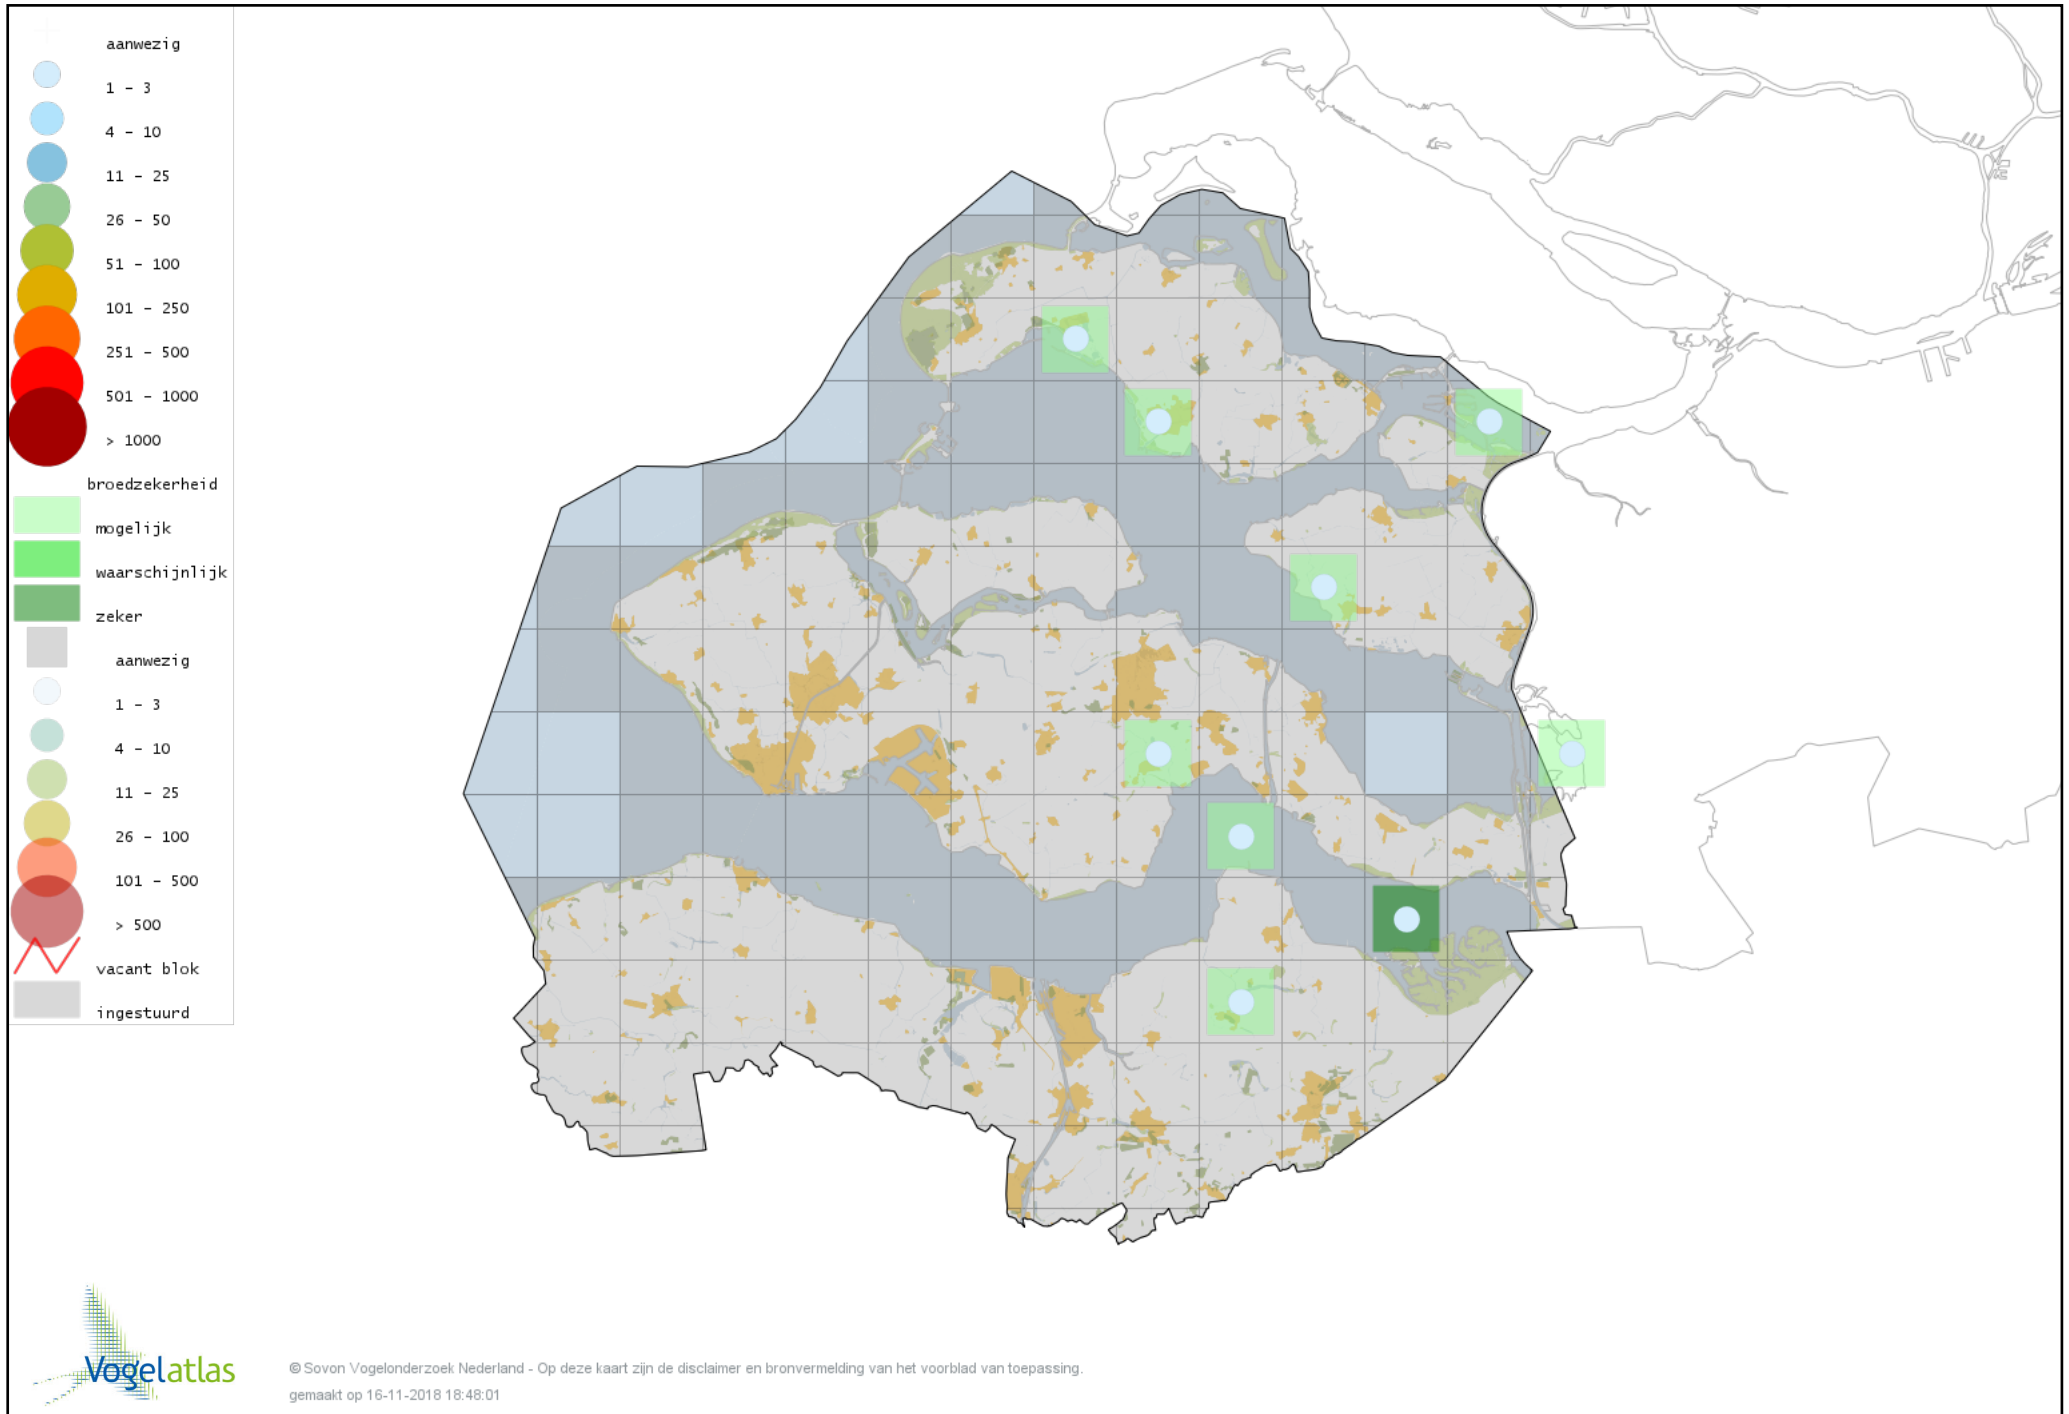 aanwezig
1 - 3
4 - 10
11 - 25
26 - 50
51 - 100
101 - 250
251 - 500
501 - 1000
> 1000
broedzekerheid
mogelijk
waarschijnlijk
zeker
aanwezig
1 - 3
4 - 10
11 - 25
26 - 100
101 - 500
> 500
vacant blok
ingestuurd
Vogelatlas
© Sovon Vogelonderzoek Nederland - Op deze kaart zijn de disclaimer en bronvermelding van het voorblad van toepassing.
gemaakt op 16-11-2018 18:48:01